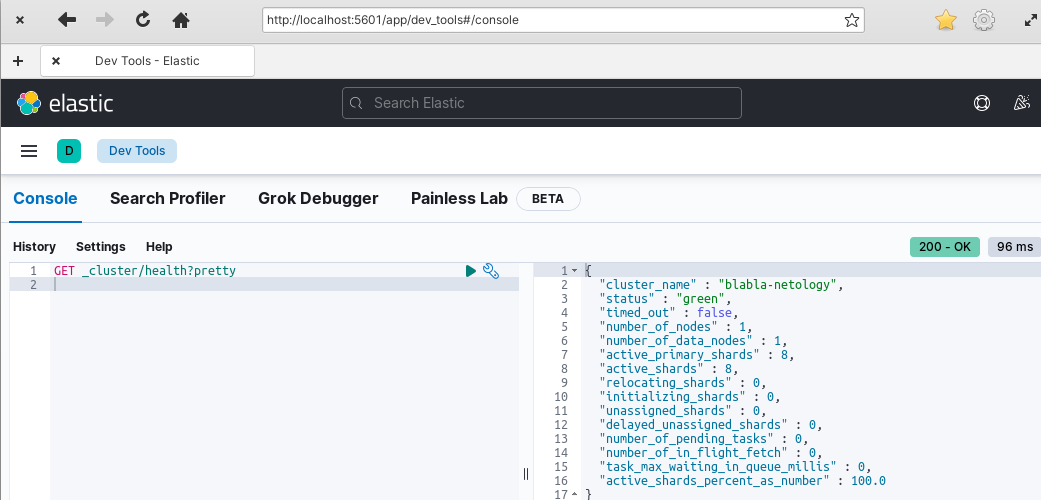 http://localhost:5601/app/dev_tools#/console
Dev Tools - Elastic
elastic
Search Elastic
D
Dev Tools
Console Search Profiler Grok Debugger Painless Lab BETA
History Settings Help
200 - OK 96 ms
1 GET _cluster/health?pretty
2
1 {
2 "cluster_name" : "blabla-netology",
3 "status" : "green",
4 "timed_out" : false,
5 "number_of_nodes" : 1,
6 "number_of_data_nodes" : 1,
7 "active_primary_shards" : 8,
8 "active_shards" : 8,
9 "relocating_shards" : 0,
10 "initializing_shards" : 0,
11 "unassigned_shards" : 0,
12 "delayed_unassigned_shards" : 0,
13 "number_of_pending_tasks" : 0,
14 "number_of_in_flight_fetch" : 0,
15 "task_max_waiting_in_queue_millis" : 0,
16 "active_shards_percent_as_number" : 100.0
17 }